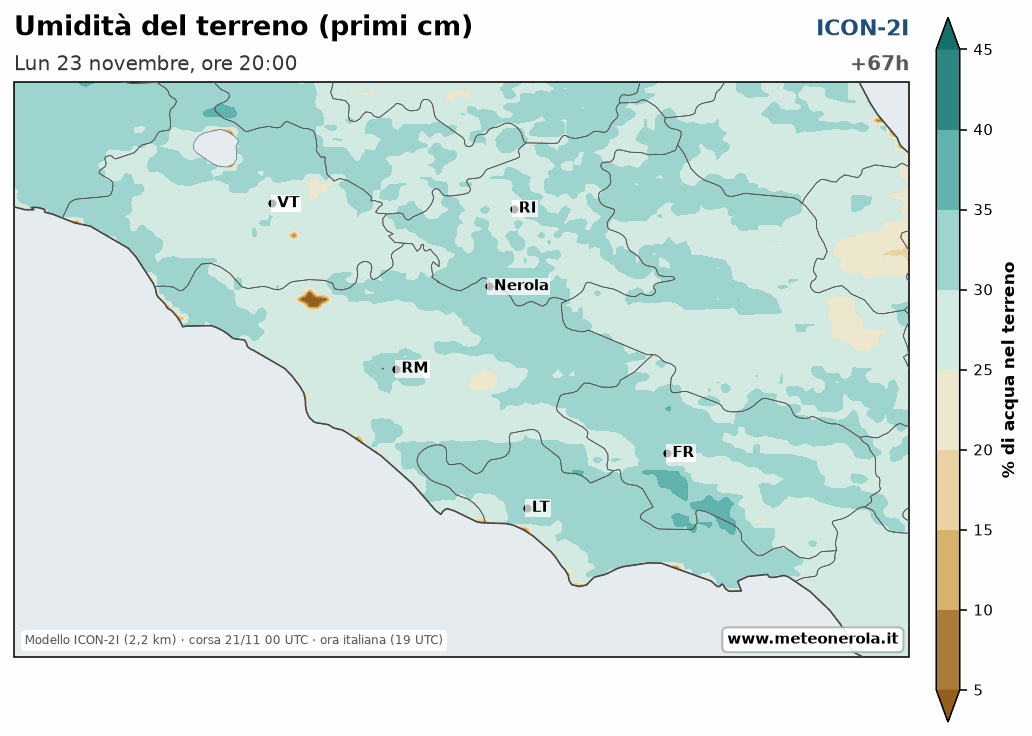 Umidità del terreno (primi cm)
ICON-2I
Lun 23 novembre, ore 20:00
+67h
45
40
35
30
25
20
15
10
5
% di acqua nel terreno
VT
RI
Nerola
RM
FR
LT
Modello ICON-2I (2,2 km) · corsa 21/11 00 UTC · ora italiana (19 UTC)
www.meteonerola.it